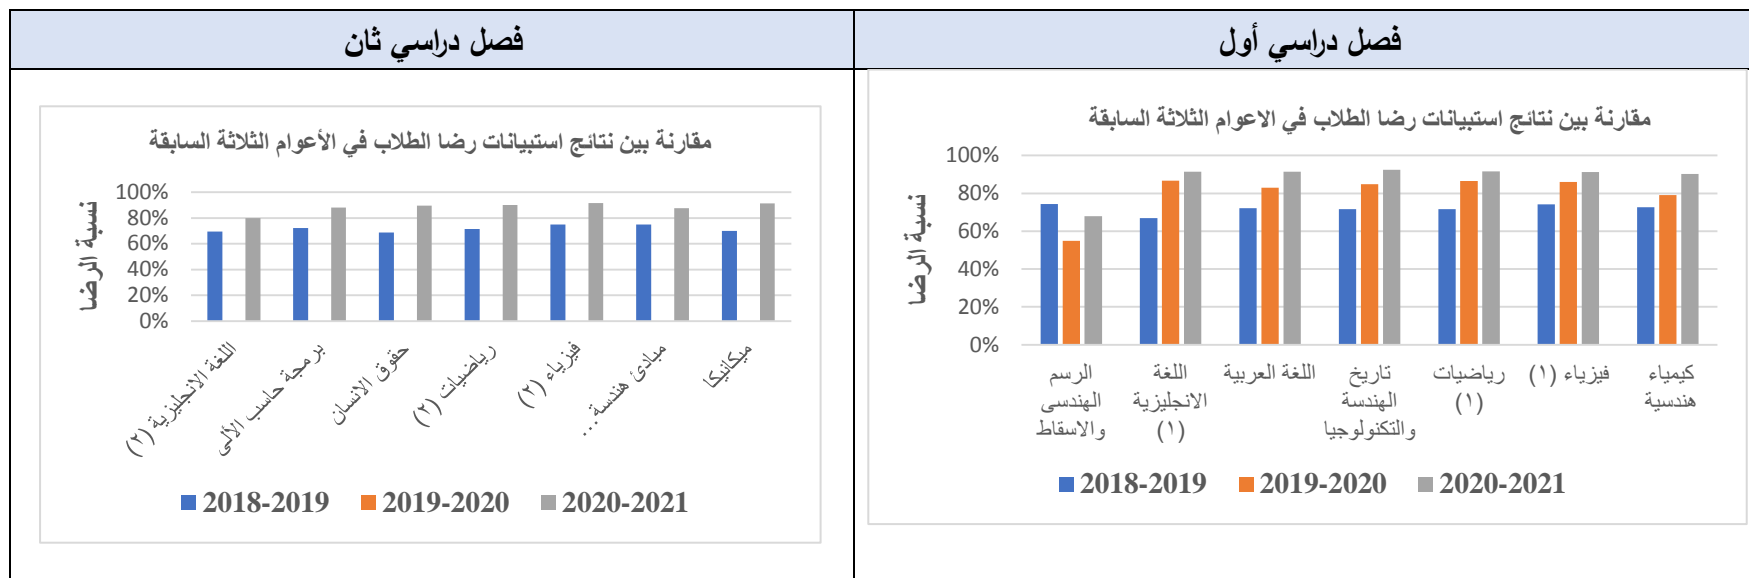 فصل دراسي أول
مقارنة بين نتائج استبيانات رضا الطلاب في الاعوام الثلاثة السابقة
نسبة الرضا
100%
80%
60%
40%
20%
0%
الرسم
الهندسى
والاسقاط
اللغة
الانجليزية
(١)
اللغة العربية
تاريخ
الهندسة
والتكنولوجيا
رياضيات
(١)
فيزياء (١)
كيمياء
هندسية
2018-2019
2019-2020
2020-2021
فصل دراسي ثان
مقارنة بين نتائج استبيانات رضا الطلاب في الأعوام الثلاثة السابقة
نسبة الرضا
100%
80%
60%
40%
20%
0%
اللغة الانجليزية (٢)
برمجة حاسب الألى
حقوق الانسان
رياضيات (٢)
فيزياء (٢)
مبادئ هندسة...
ميكانيكا
2018-2019
2019-2020
2020-2021